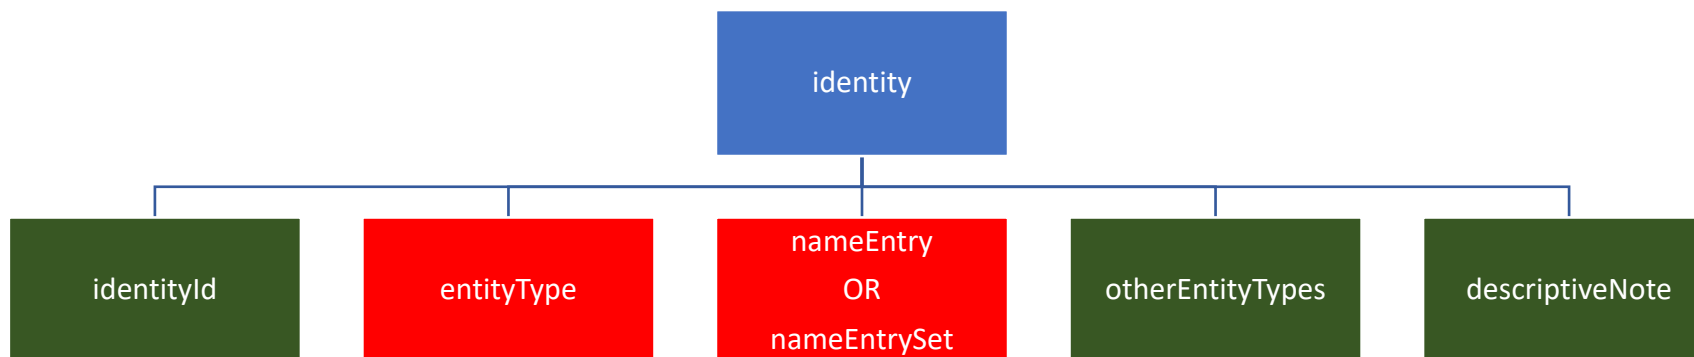 identity
identityId
entityType
nameEntry
OR
nameEntrySet
otherEntityTypes
descriptiveNote